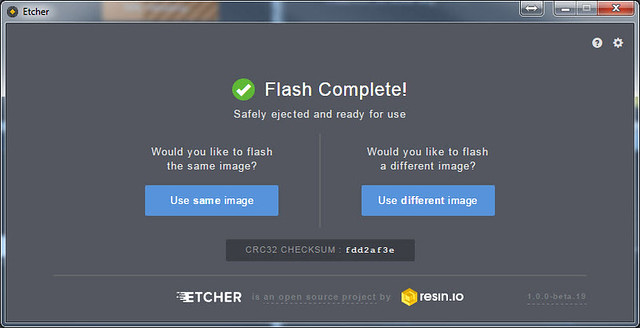 Etcher
Flash Complete!
Safely ejected and ready for use
Would you like to flash
the same image?
Use same image
Would you like to flash
a different image?
Use different image
CRC32 CHECKSUM : fdd2af3e
ETCHER is an open source project by resin.io 1.0.0-beta.19